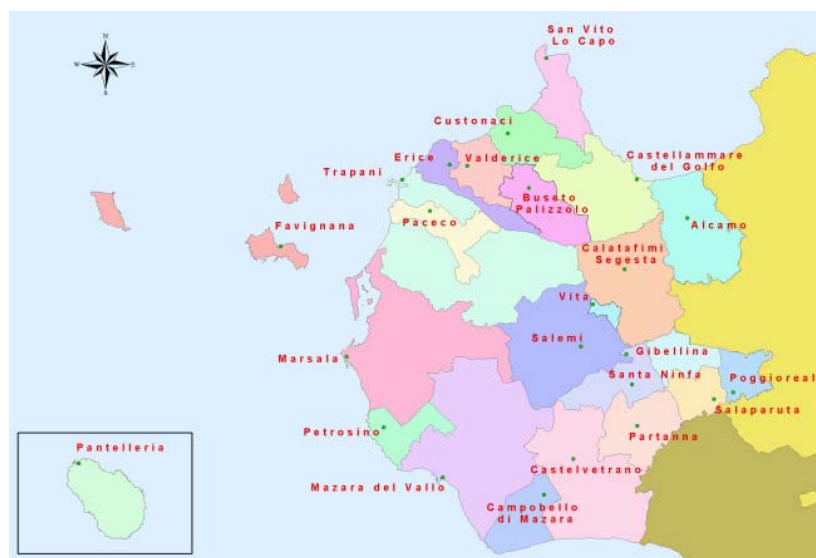 N
W
E
S
San Vito
Lo Capo
Custonaci
Erice
Valderice
Trapani
Castellammare
del Golfo
Buseto
Palizzolo
Paceco
Favignana
Alcamo
Calatafimi
Segesta
Vita
Salemi
Marsala
Gibellina
Santa Ninfa
Poggioreal
Salaparuta
Petrosino
Partanna
Pantelleria
Castelvetrano
Mazara del Vallo
Campobello
di Mazara